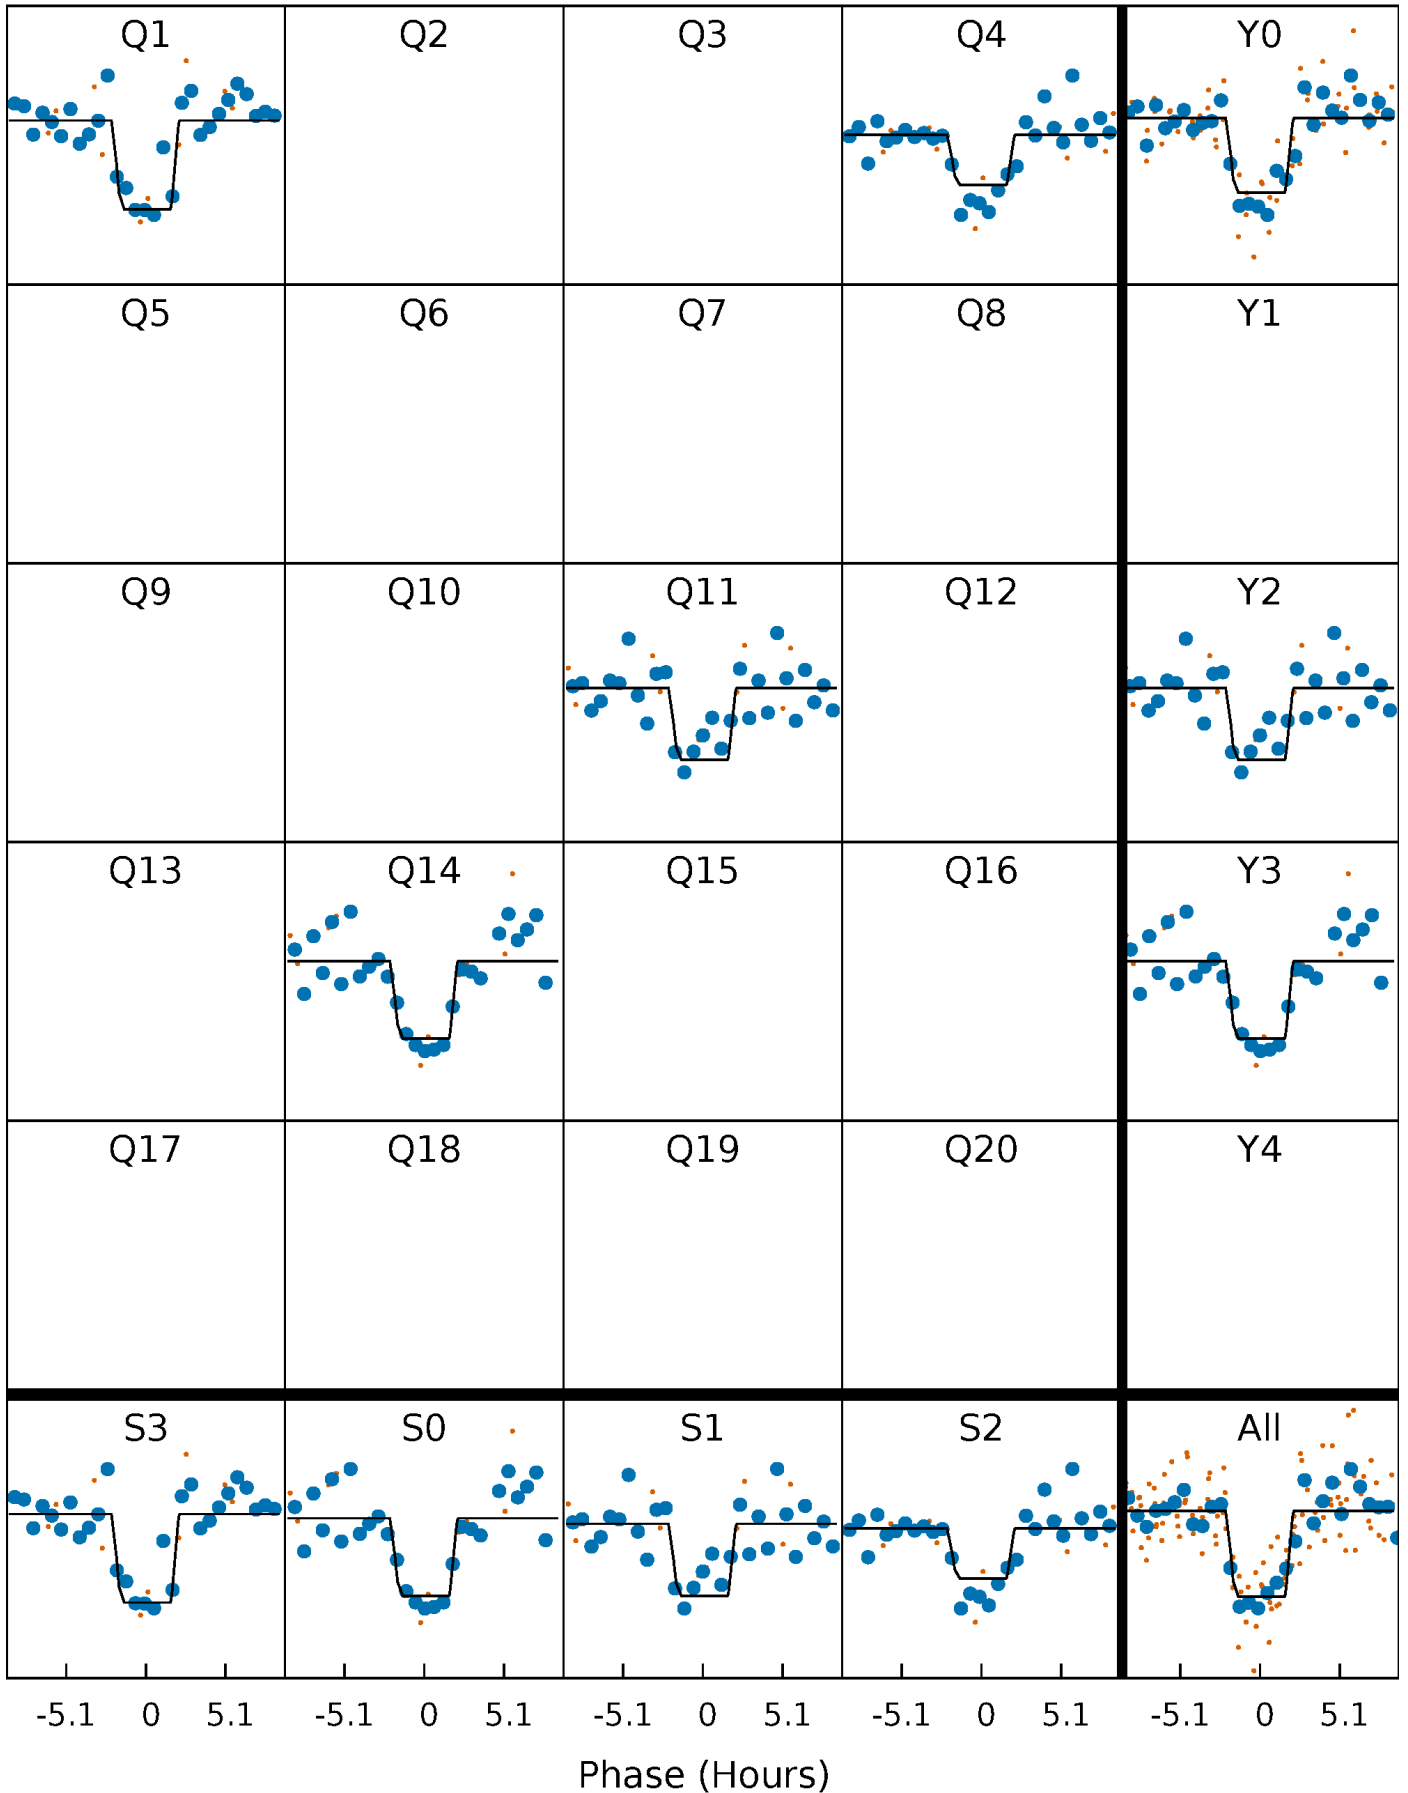 Q1 Q2 Q3 Q4 Y0
Q5 Q6 Q7 Q8 Y1
Q9 Q10 Q11 Q12 Y2
Q13 Q14 Q15 Q16 Y3
Q17 Q18 Q19 Q20 Y4
S3 S0 S1 S2 All
-5.1 0 5.1 -5.1 0 5.1 -5.1 0 5.1 -5.1 0 5.1 -5.1 0 5.1
Phase (Hours)